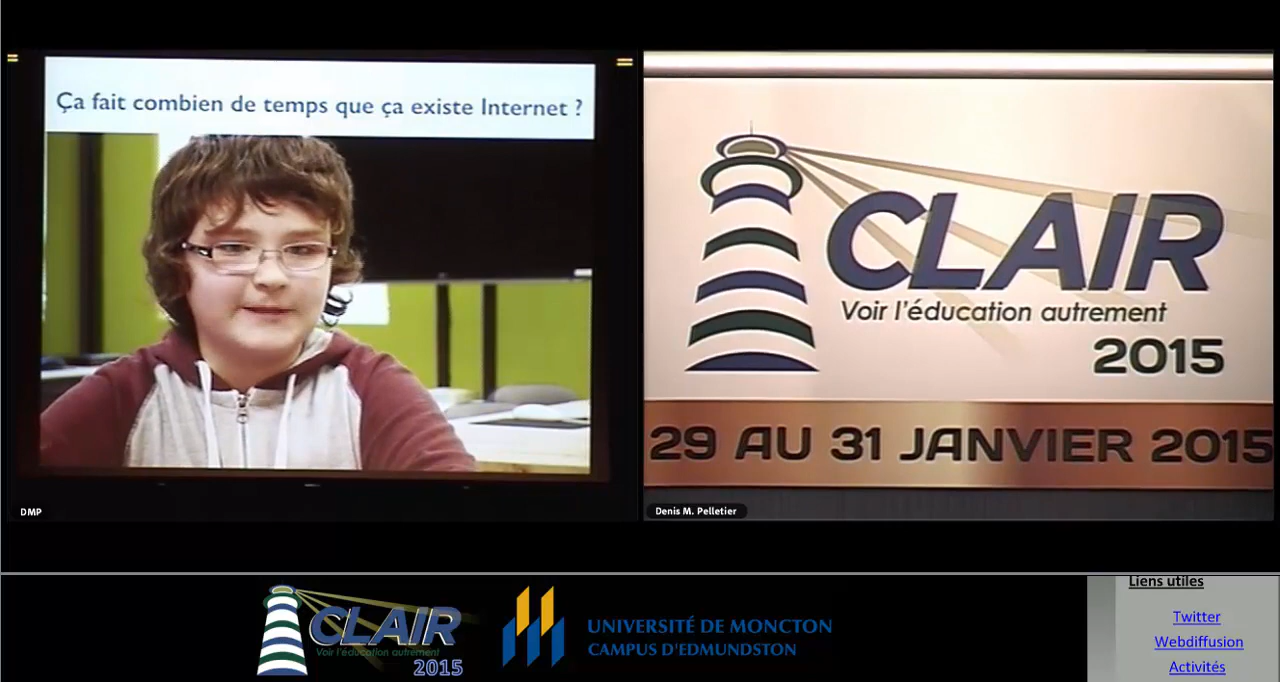 Ça fait combien de temps que ça existe Internet ?
DMP
CLAIR
Voir l'éducation autrement
2015
29 AU 31 JANVIER 2015
Denis M. Pelletier
CLAIR
Voir l'éducation autrement
2015
UNIVERSITÉ DE MONCTON
CAMPUS D'EDMUNDSTON
Liens utiles
Twitter
Webdiffusion
Activités